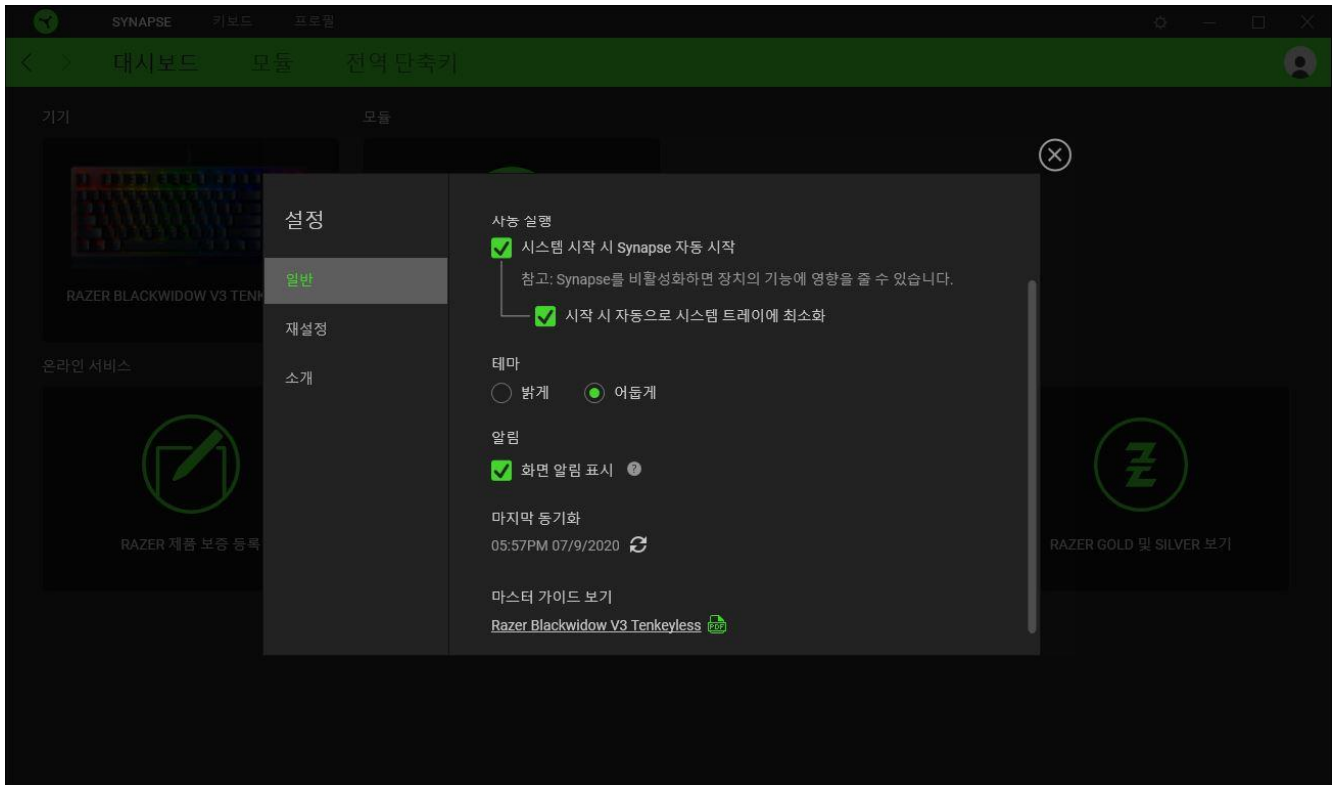 SYNAPSE 키보드 프로필
대시보드 모듈 전역 단축키
기기 모듈
RAZER BLACKWIDOW V3 TENK
온라인 서비스
RAZER 제품 보증 등록
RAZER GOLD 및 SILVER 보기
설정
일반
재설정
소개
실행
시스템 시작 시 Synapse 자동 시작
참고: Synapse를 비활성화하면 장치의 기능에 영향을 줄 수 있습니다.
시작 시 자동으로 시스템 트레이에 최소화
테마
밝게 어둡게
알림
화면 알림 표시 ?
마지막 동기화
05:57PM 07/9/2020
마스터 가이드 보기
Razer Blackwidow V3 Tenkeyless PDF